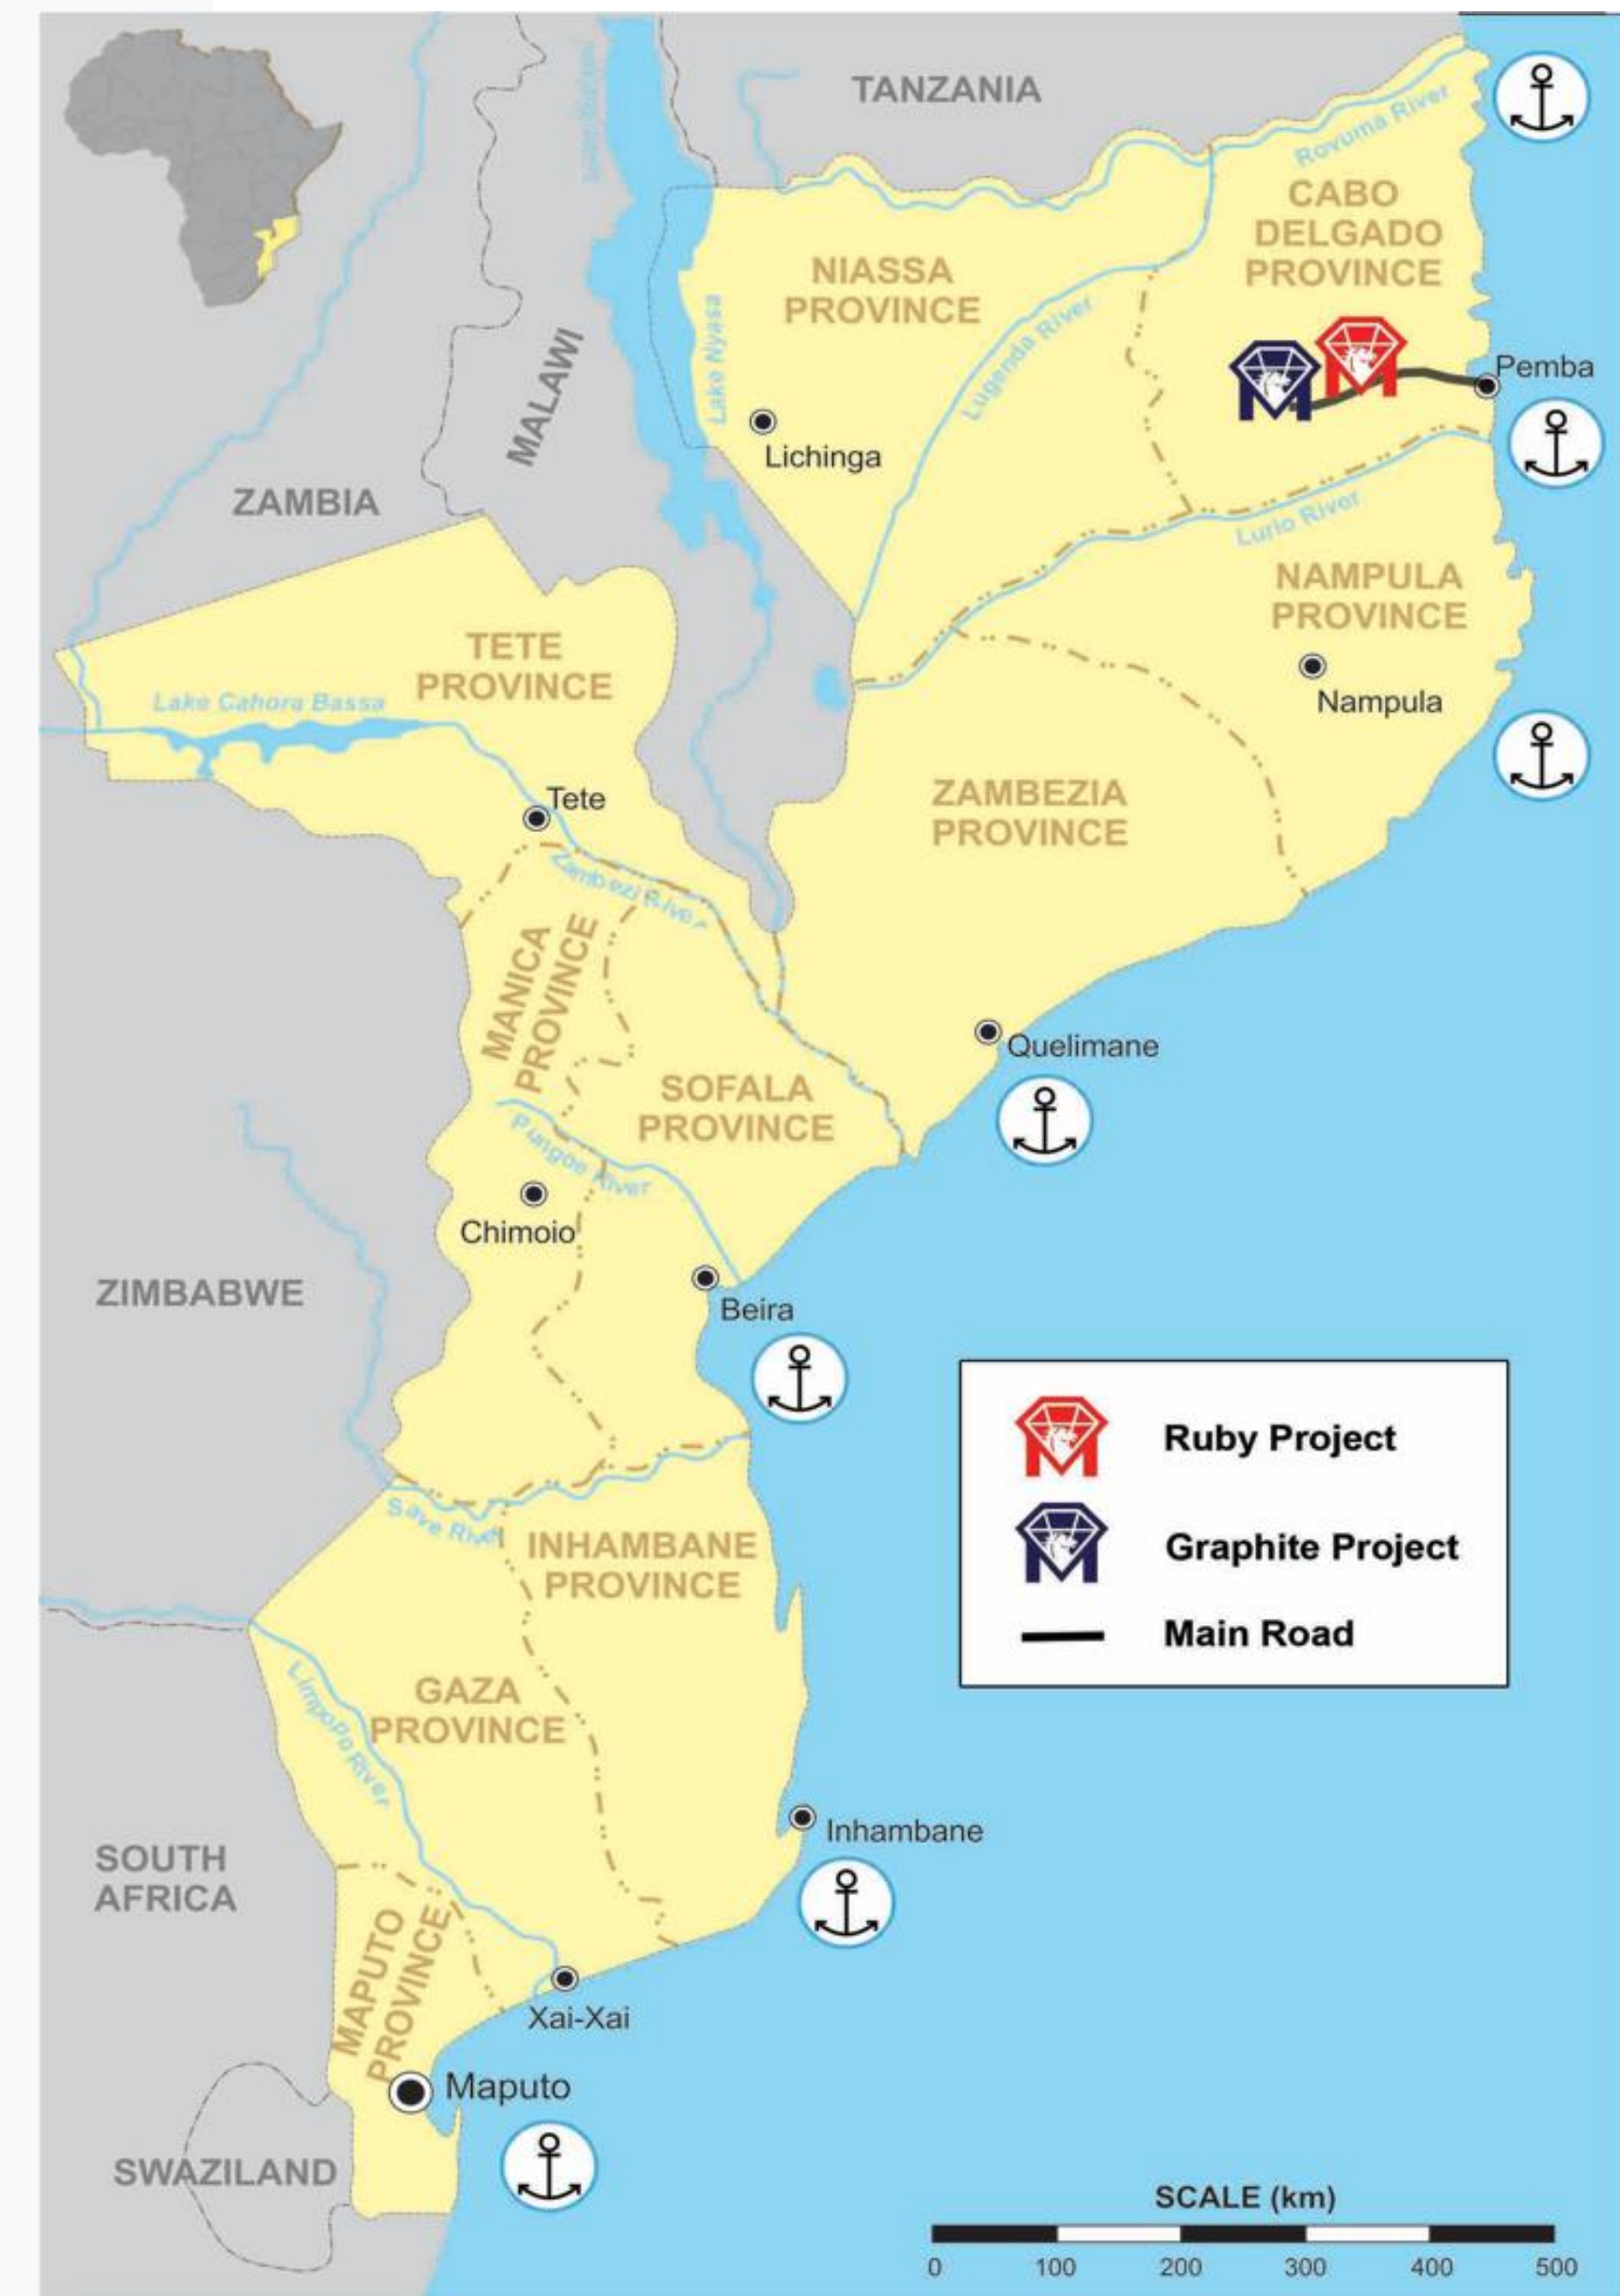 TANZANIA
Rovuma River
CABO
DELGADO
PROVINCE
NIASSA
PROVINCE
Lugenda River
Lake Nyasa
MALAWI
Pemba
Lichinga
ZAMBIA
Lurio River
NAMPULA
PROVINCE
Nampula
TETE
PROVINCE
Lake Cahora Bassa
Tete
ZAMBEZIA
PROVINCE
Zambezi River
MANICA
PROVINCE
Quelimane
SOFALA
PROVINCE
Pungoe River
Chimoio
ZIMBABWE
Beira
Ruby Project
Graphite Project
Main Road
Save River
INHAMBANE
PROVINCE
GAZA
PROVINCE
LimpoPo River
Inhambane
SOUTH
AFRICA
MAPUTO
PROVINCE
Xai-Xai
Maputo
SWAZILAND
SCALE (km)
0 100 200 300 400 500